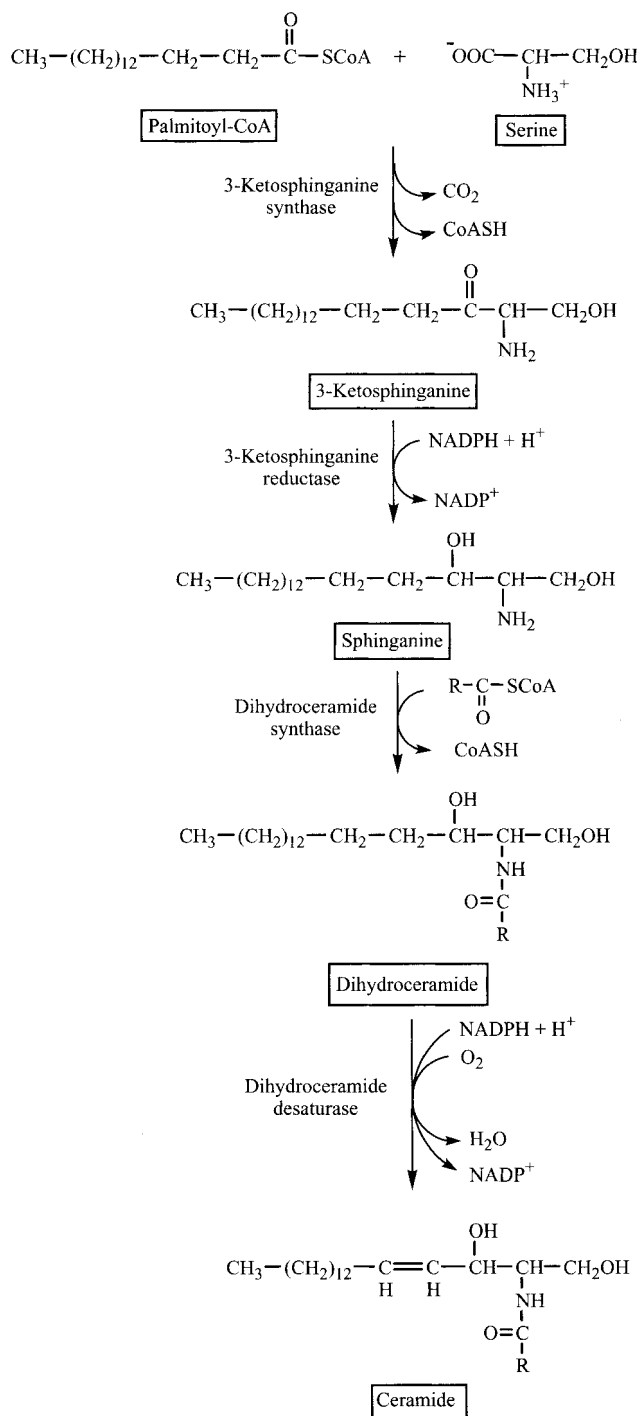 O
CH3—(CH2)12—CH2—CH2—C—SCoA + -OOC—CH—CH2OH
NH3+
Palmitoyl-CoA
Serine
3-Ketosphinganine
synthase
CO2
CoASH
O
CH3—(CH2)12—CH2—CH2—C—CH—CH2OH
NH2
3-Ketosphinganine
3-Ketosphinganine
reductase
NADPH + H+
NADP+
OH
CH3—(CH2)12—CH2—CH2—CH—CH—CH2OH
NH2
Sphinganine
Dihydroceramide
synthase
R—C—SCoA
O
CoASH
OH
CH3—(CH2)12—CH2—CH2—CH—CH—CH2OH
NH
O=C
R
Dihydroceramide
Dihydroceramide
desaturase
NADPH + H+
O2
H2O
NADP+
OH
CH3—(CH2)12—C=C—CH—CH—CH2OH
H H
NH
O=C
R
Ceramide